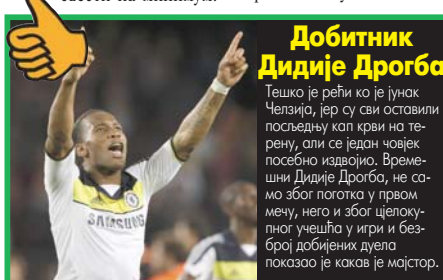 Добитник
Дидије Дрогба
Тешко је рећи ко је јунак
Челзија, јер су сви оставили
посљедњу кап крви на те-
рену, али се један човјек
посебно издвојио. Време-
шни Дидије Дрогба, не са-
мо због поготка у првом
мечу, него и због цјелоку-
пног учешћа у игри и без-
број добијених дуела
показао је какав је мајстор.
SAMSUNG